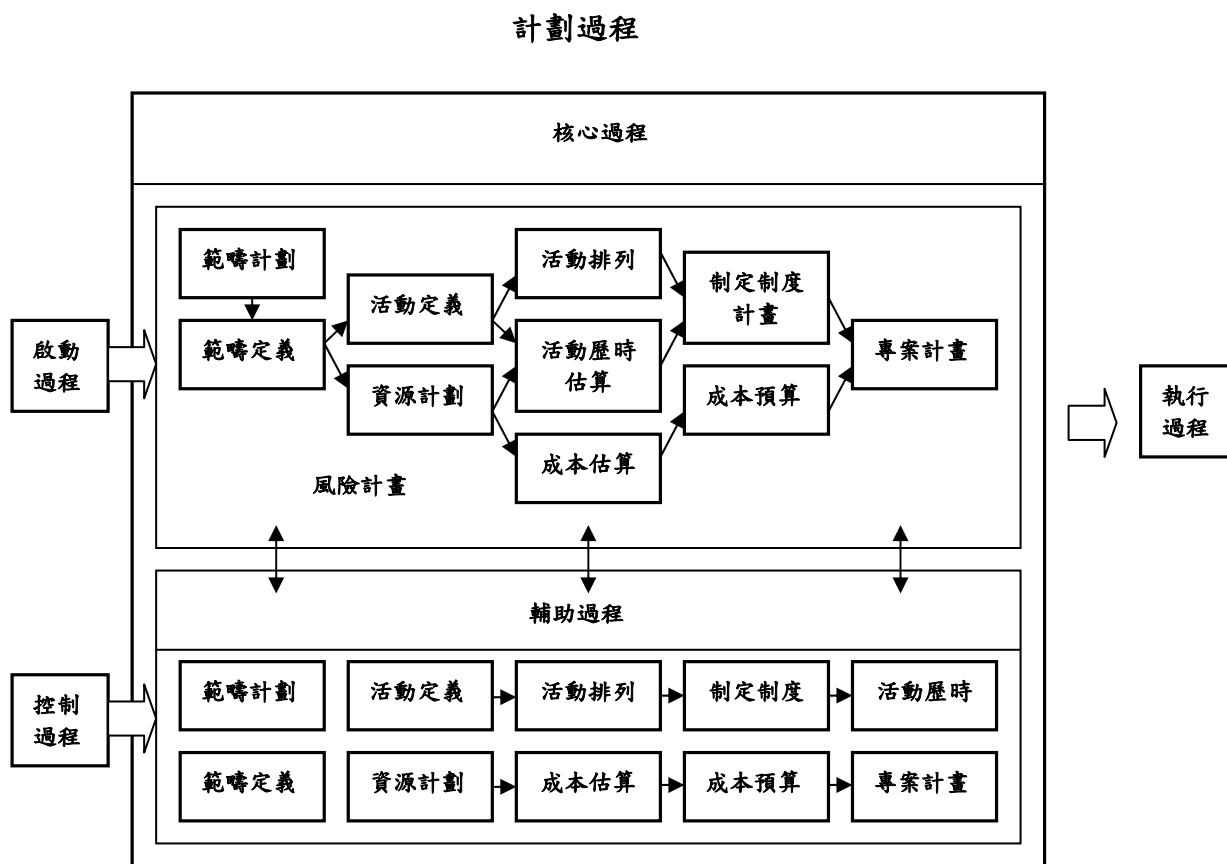 計劃過程
核心過程
範疇計劃
範疇定義
活動定義
資源計劃
風險計畫
活動排列
活動歷時
估算
成本估算
制定制度
計畫
成本預算
專案計畫
啟動
過程
執行
過程
輔助過程
控制
過程
範疇計劃
活動定義
活動排列
制定制度
活動歷時
範疇定義
資源計劃
成本估算
成本預算
專案計畫